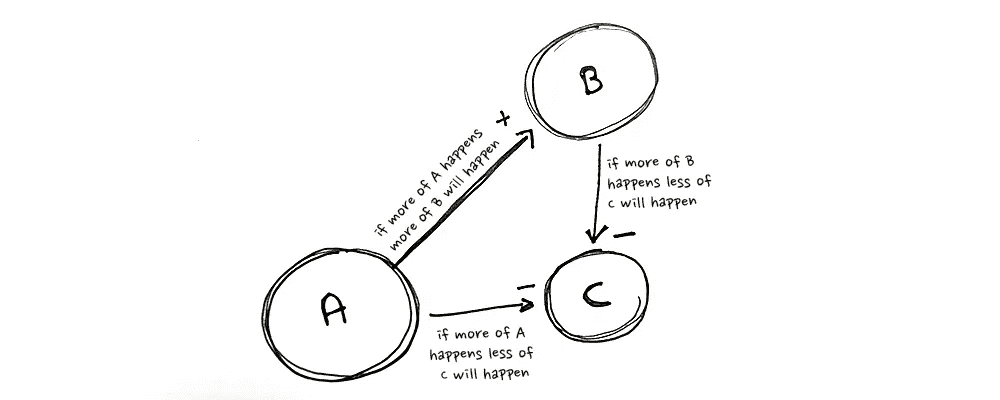 B
+
if more of A happens
more of B will happen
if more of B
happens less of
c will happen
–
A
–
C
if more of A
happens less of
c will happen